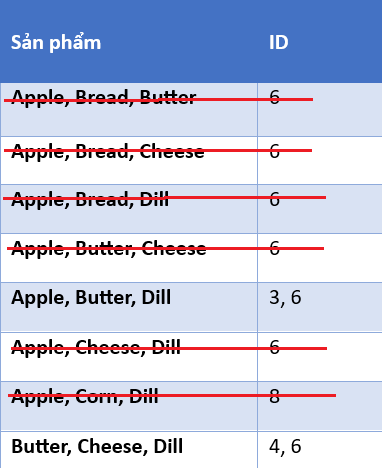 Sản phẩm ID
Apple, Bread, Butter 6
Apple, Bread, Cheese 6
Apple, Bread, Dill 6
Apple, Butter, Cheese 6
Apple, Butter, Dill 3, 6
Apple, Cheese, Dill 6
Apple, Corn, Dill 8
Butter, Cheese, Dill 4, 6